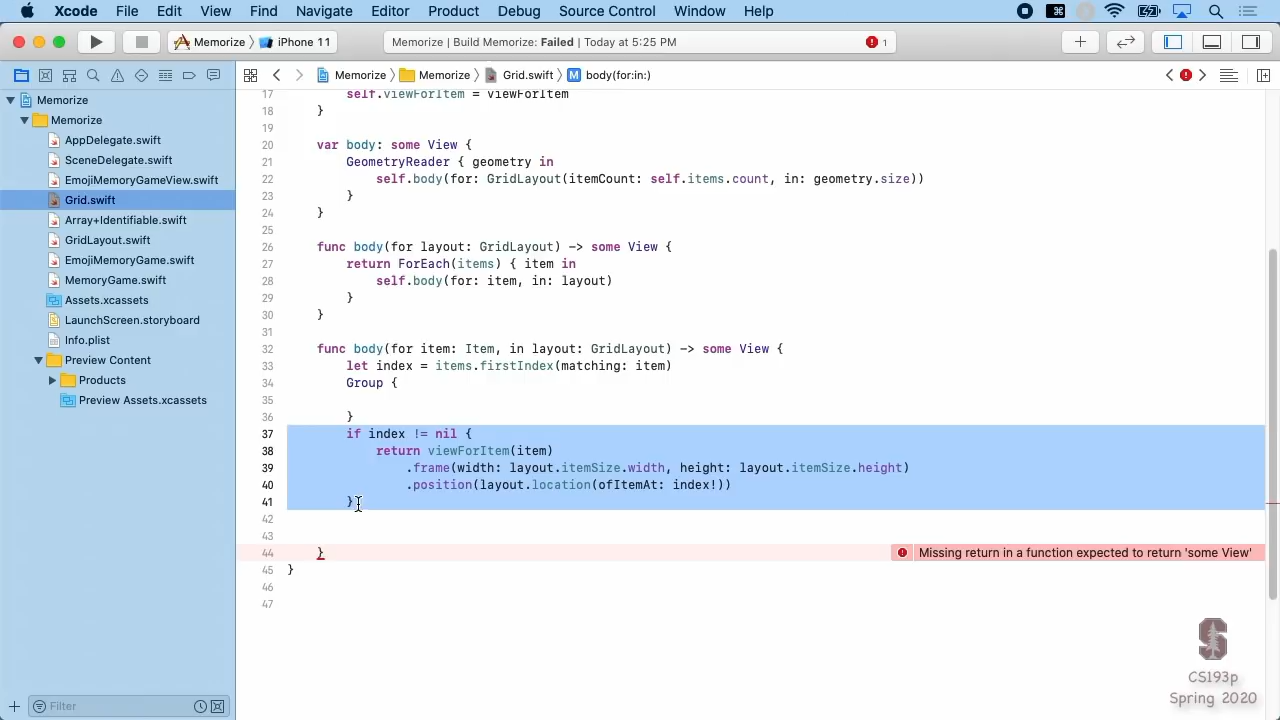 Xcode File Edit View Find Navigate Editor Product Debug Source Control Window Help
Memorize iPhone 11 Memorize | Build Memorize: Failed | Today at 5:25 PM 1
Memorize Memorize Grid.swift M body(for:in:)
Memorize
Memorize
AppDelegate.swift
SceneDelegate.swift
EmojiMemoryGameView.swift
Grid.swift
Array+Identifiable.swift
GridLayout.swift
EmojiMemoryGame.swift
MemoryGame.swift
Assets.xcassets
LaunchScreen.storyboard
Info.plist
Preview Content
Products
Preview Assets.xcassets
Filter
17 self.viewForItem = viewForItem
18 }
19
20 var body: some View {
21 GeometryReader { geometry in
22 self.body(for: GridLayout(itemCount: self.items.count, in: geometry.size))
23 }
24 }
25
26 func body(for layout: GridLayout) -> some View {
27 return ForEach(items) { item in
28 self.body(for: item, in: layout)
29 }
30 }
31
32 func body(for item: Item, in layout: GridLayout) -> some View {
33 let index = items.firstIndex(matching: item)
34 Group {
35
36 }
37 if index != nil {
38 return viewForItem(item)
39 .frame(width: layout.itemSize.width, height: layout.itemSize.height)
40 .position(layout.location(ofItemAt: index!))
41 }
42
43
44 } Missing return in a function expected to return 'some View'
45 }
46
47
S
CS193p
Spring 2020